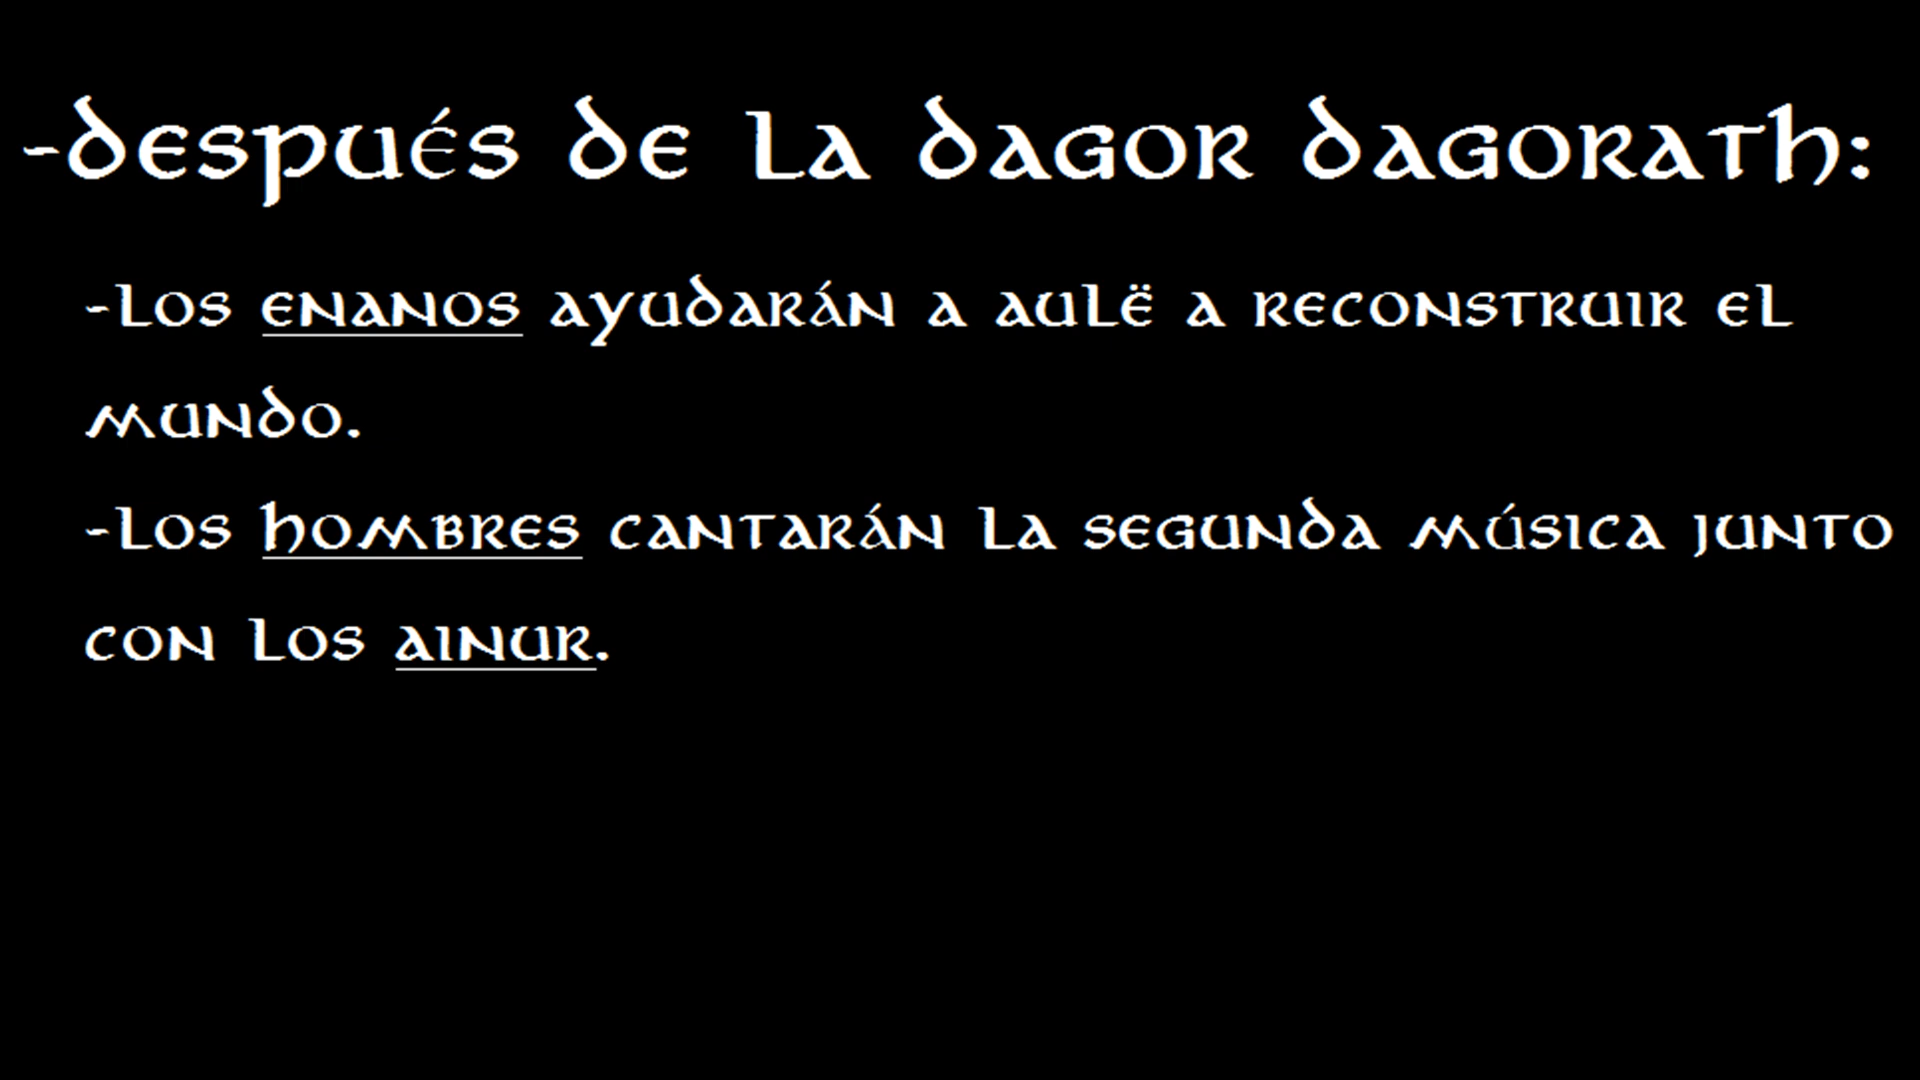 -Después de la Dagor Dagorath:
-Los enanos ayudarán a Aulë a reconstruir el
mundo.
-Los hombres cantarán la Segunda Música junto
con los Ainur.